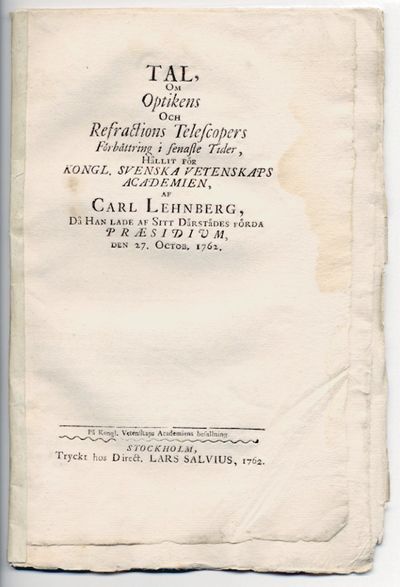 TAL,
OM
Optikens
OCH
Refractions Teleſcopers
Förbättring i ſenaſte Tider,
HÅLLIT FÖR
KONGL. SVENSKA VETENSKAPS
ACADEMIEN,
AF
CARL LEHNBERG,
DÅ HAN LADE AF SITT DÄRSTÄDES FÖRDA
PRÆSIDIUM,
DEN 27. OCTOB. 1762.
På Kongl. Vetenſkaps Academiens befallning.
STOCKHOLM,
Tryckt hos Direct. LARS SALVIUS, 1762.